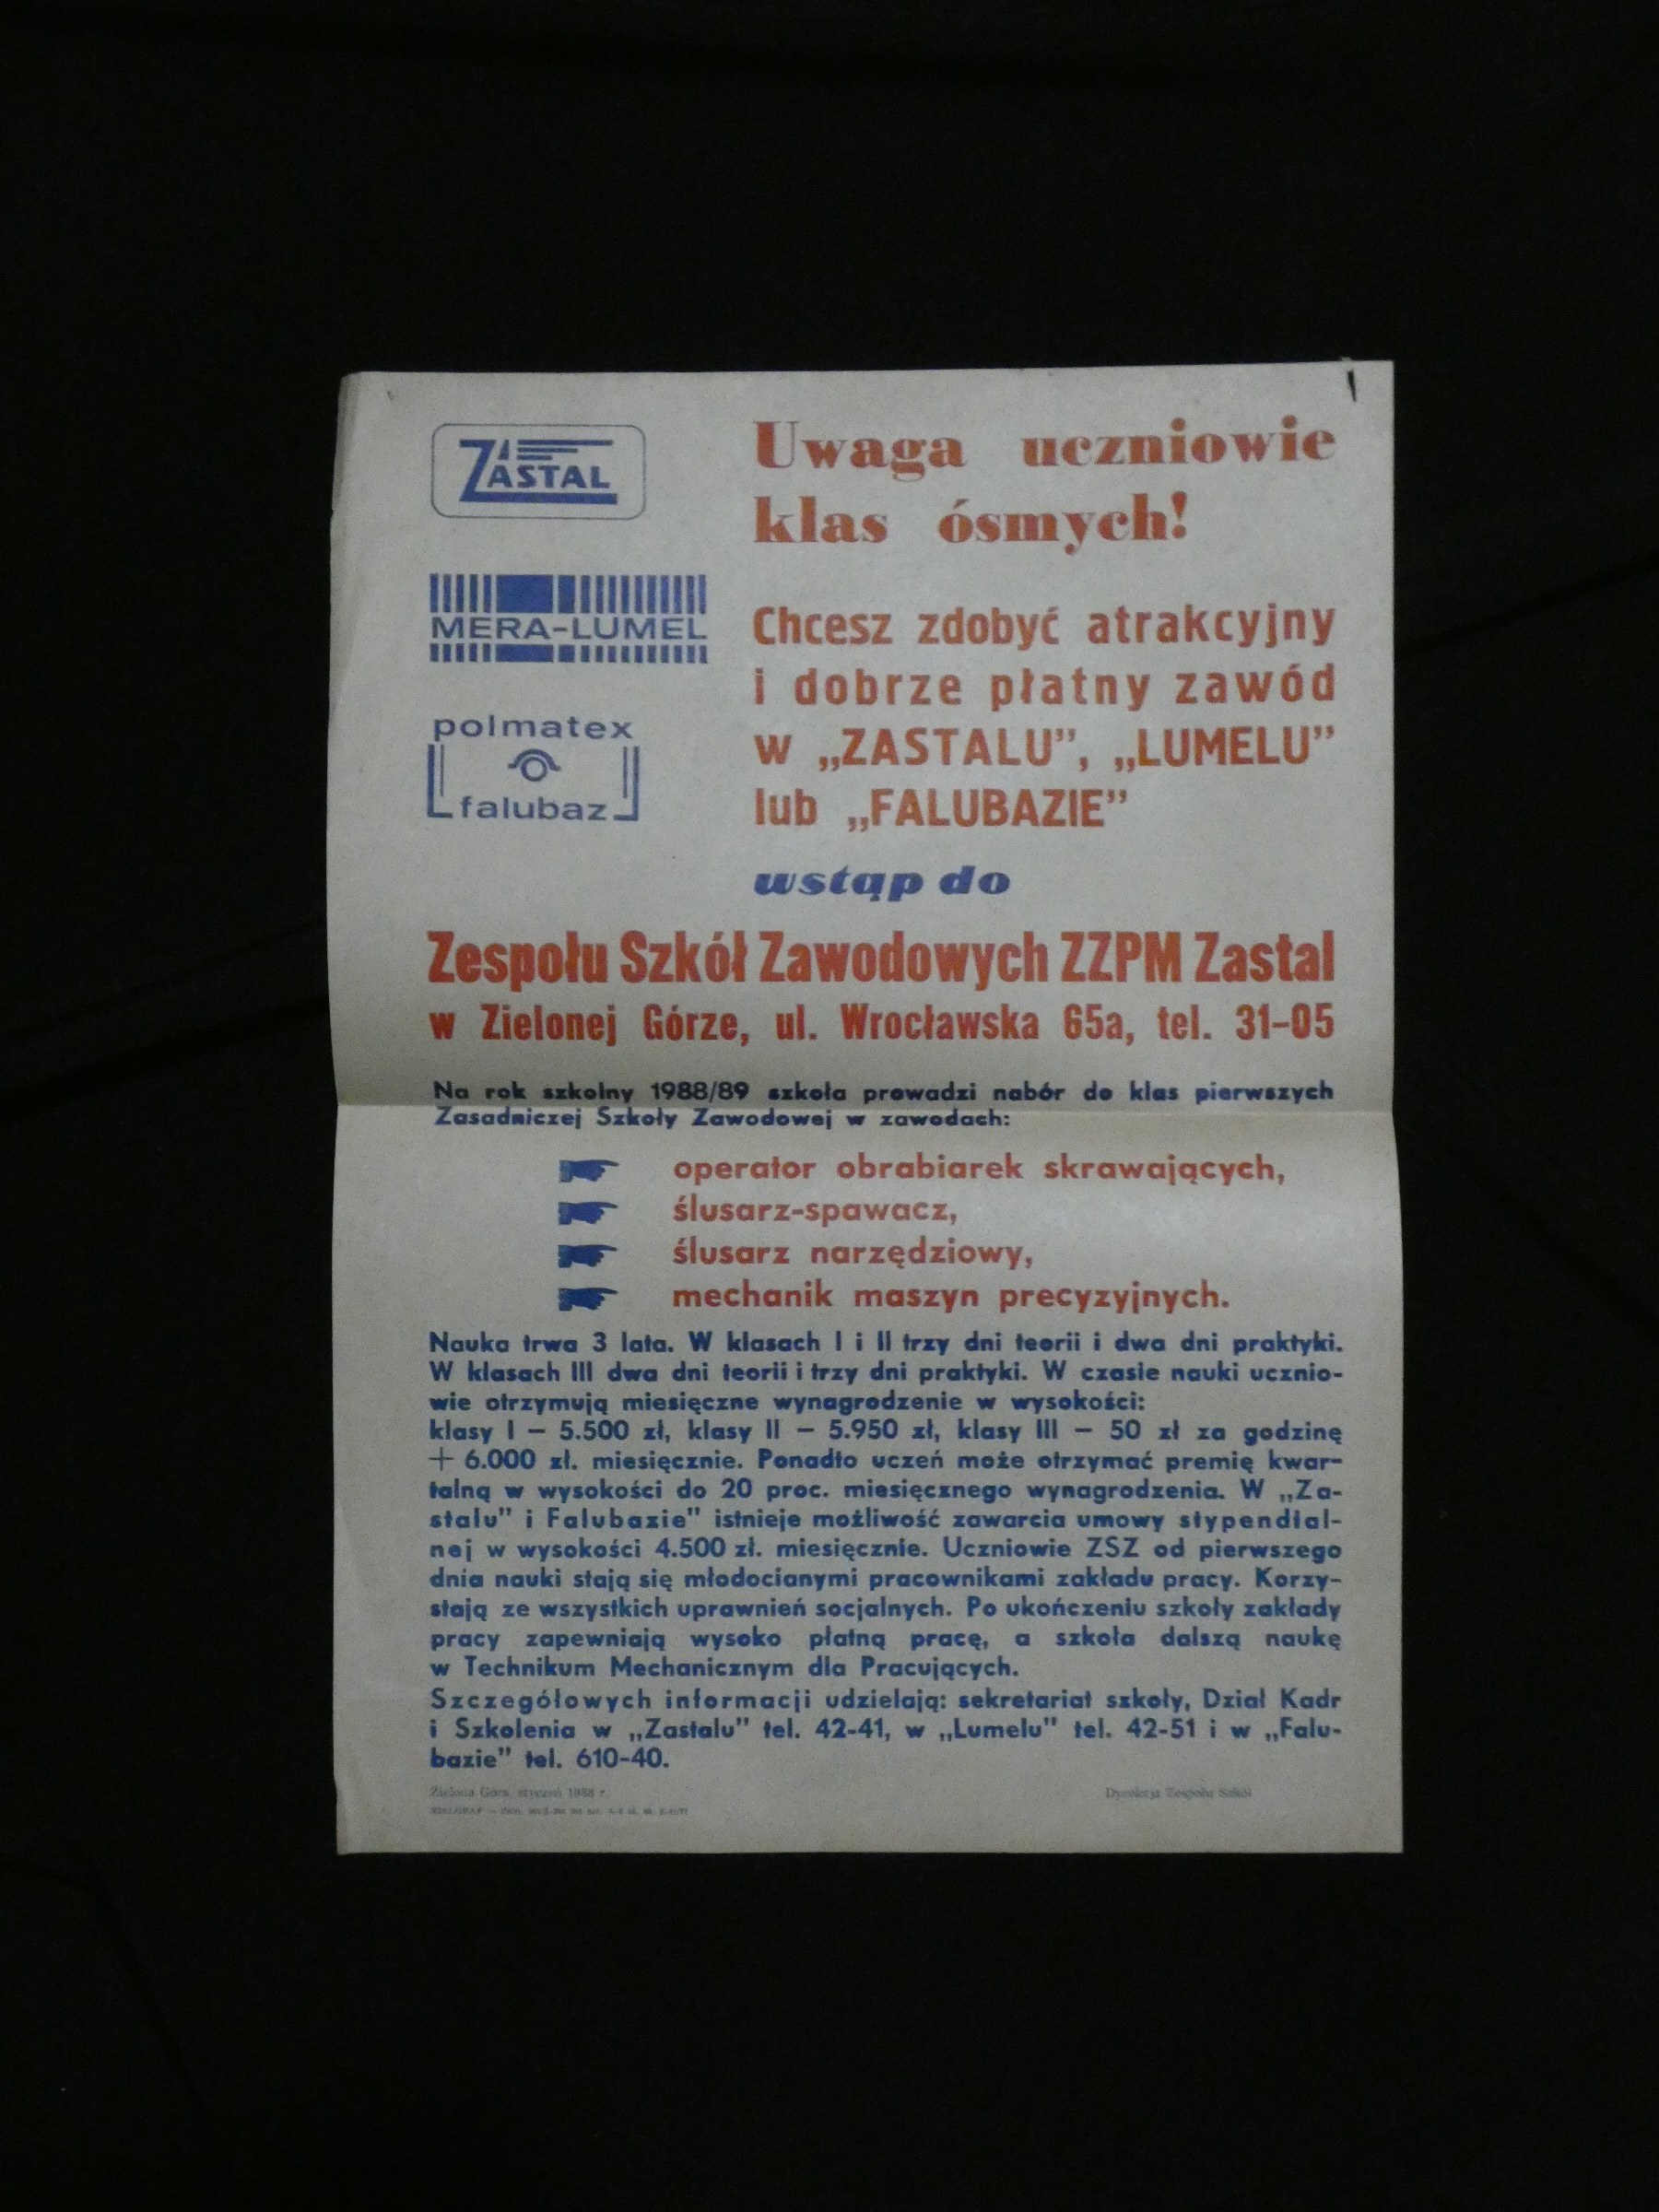 ZASTAL
Uwaga uczniowie
klas ósmych!
MERA-LUMEL
Chcesz zdobyć atrakcyjny
i dobrze płatny zawód
w „ZASTALU”, „LUMELU”
lub „FALUBAZIE”
polmatex
falubaz
wstąp do
Zespołu Szkół Zawodowych ZZPM Zastal
w Zielonej Górze, ul. Wrocławska 65a, tel. 31-05
Na rok szkolny 1988/89 szkoła prowadzi nabór do klas pierwszych
Zasadniczej Szkoły Zawodowej w zawodach:
operator obrabiarek skrawających,
ślusarz-spawacz,
ślusarz narzędziowy,
mechanik maszyn precyzyjnych.
Nauka trwa 3 lata. W klasach I i II trzy dni teorii i dwa dni praktyki.
W klasach III dwa dni teorii i trzy dni praktyki. W czasie nauki ucznio-
wie otrzymują miesięczne wynagrodzenie w wysokości:
klasy I — 5.500 zł, klasy II — 5.950 zł, klasy III — 50 zł za godzinę
+ 6.000 zł. miesięcznie. Ponadto uczeń może otrzymać premię kwar-
talną w wysokości do 20 proc. miesięcznego wynagrodzenia. W „Za-
stalu” i Falubazie” istnieje możliwość zawarcia umowy stypendial-
nej w wysokości 4.500 zł. miesięcznie. Uczniowie ZSZ od pierwszego
dnia nauki stają się młodocianymi pracownikami zakładu pracy. Korzy-
stają ze wszystkich uprawnień socjalnych. Po ukończeniu szkoły zakłady
pracy zapewniają wysoko płatną pracę, a szkoła dalszą naukę
w Technikum Mechanicznym dla Pracujących.
Szczegółowych informacji udzielają: sekretariat szkoły, Dział Kadr
i Szkolenia w „Zastalu” tel. 42-41, w „Lumelu” tel. 42-51 i w „Falu-
bazie” tel. 610-40.
Zielona Góra, styczeń 1988 r.
Dyrekcja Zespołu Szkół